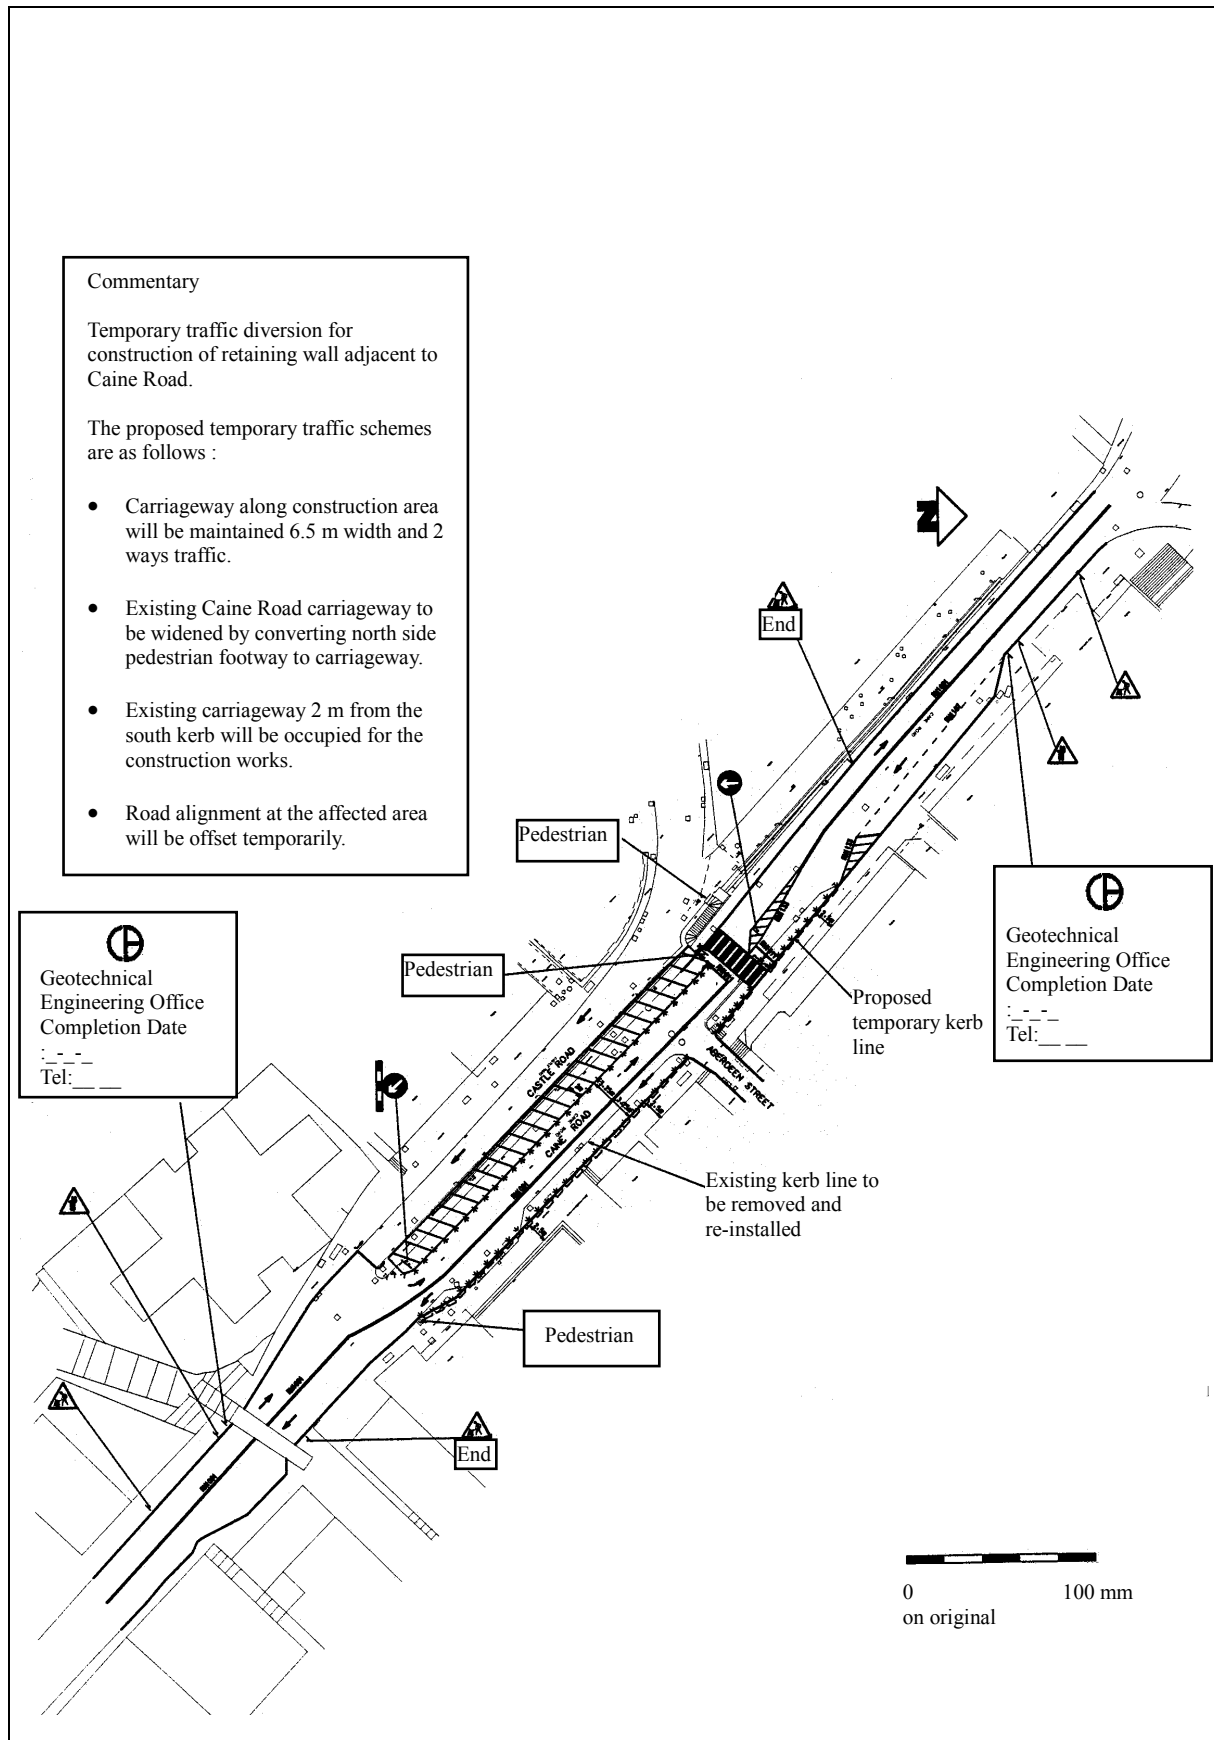 Commentary
Temporary traffic diversion for
construction of retaining wall adjacent to
Caine Road.
The proposed temporary traffic schemes
are as follows :
• Carriageway along construction area
will be maintained 6.5 m width and 2
ways traffic.
• Existing Caine Road carriageway to
be widened by converting north side
pedestrian footway to carriageway.
• Existing carriageway 2 m from the
south kerb will be occupied for the
construction works.
• Road alignment at the affected area
will be offset temporarily.
N
End
Pedestrian
Pedestrian
Geotechnical
Engineering Office
Completion Date
:_-_-_
Tel:__ __
Geotechnical
Engineering Office
Completion Date
:_-_-_
Tel:__ __
Proposed
temporary kerb
line
ABERDEEN STREET
CASTLE ROAD
CAINE ROAD
Existing kerb line to
be removed and
re-installed
Pedestrian
End
0 100 mm
on original